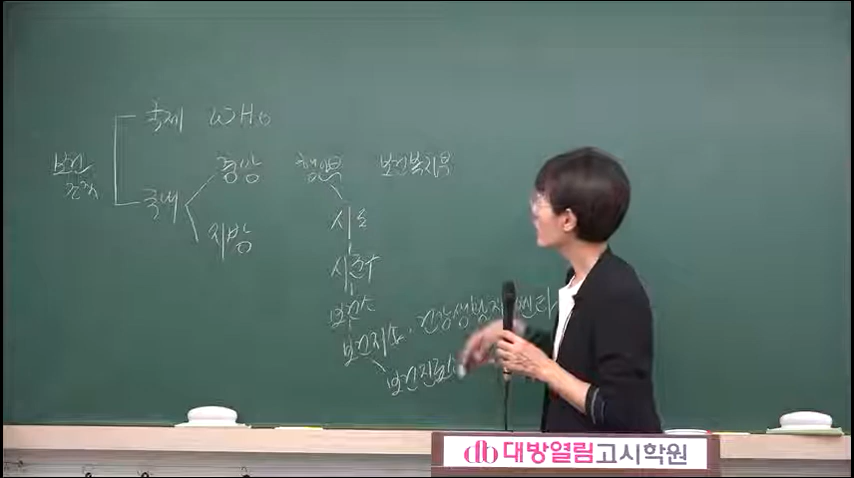 국제 WHO
보건 조직
중앙 행안부 보건복지부
국내
지방
시도
시군구
보건소
보건지소, 건강생활지원센터
보건진료소
db 대방열림고시학원